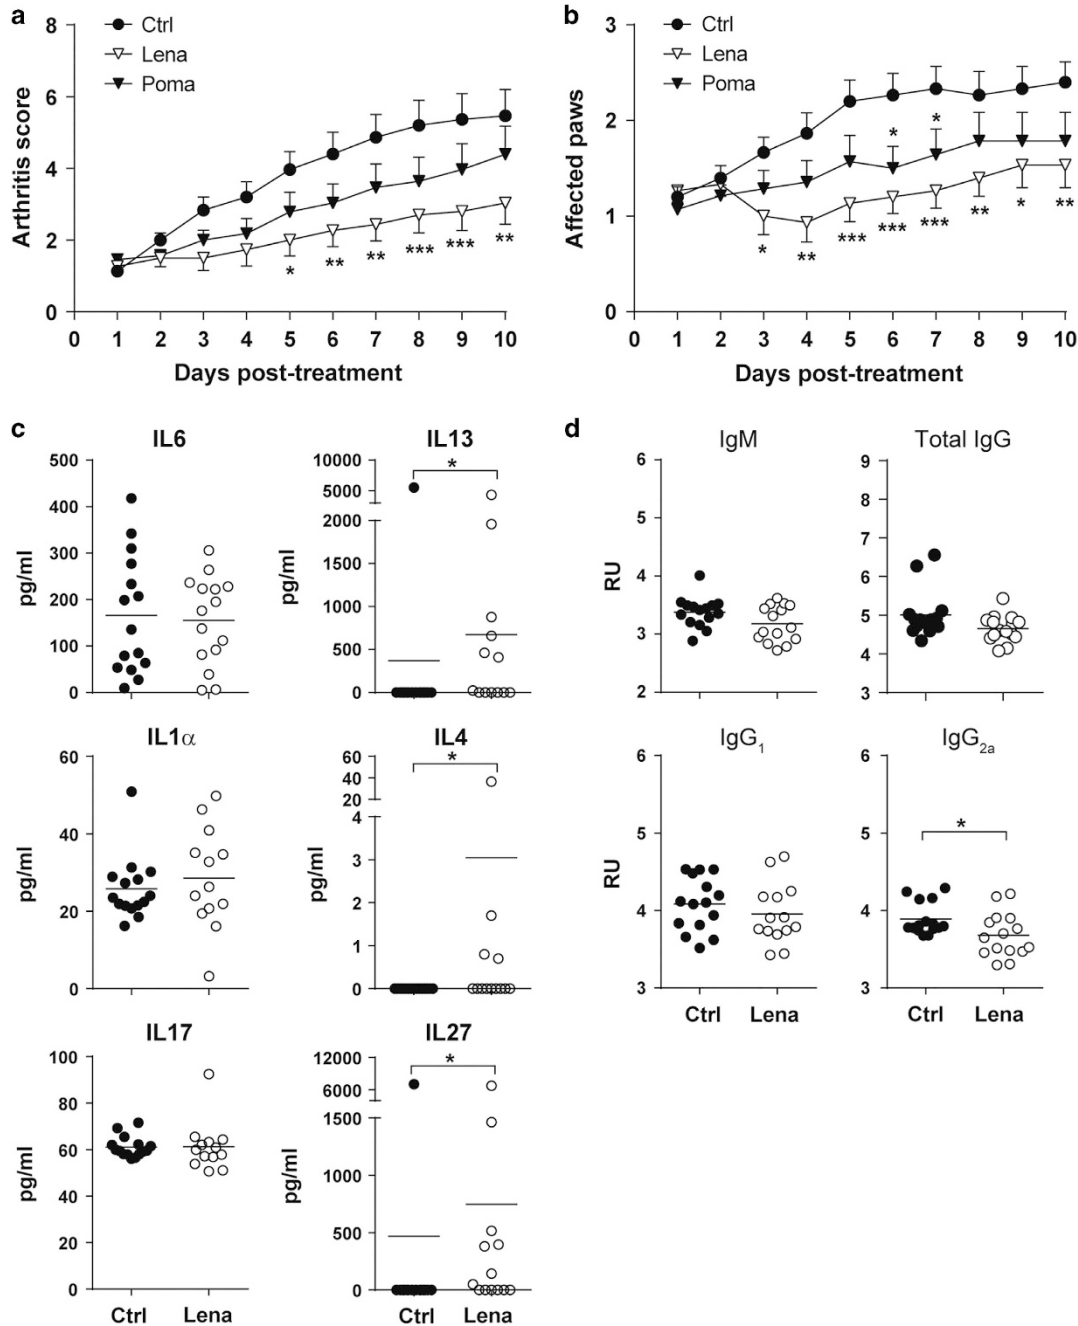 a
Arthritis score
8
6
4
2
0
Ctrl
Lena
Poma
* ** ** *** *** **
0 1 2 3 4 5 6 7 8 9 10
Days post-treatment
b
Affected paws
3
2
1
0
Ctrl
Lena
Poma
* *
* ** *** *** *** ** * **
0 1 2 3 4 5 6 7 8 9 10
Days post-treatment
c
IL6
pg/ml
500
400
300
200
100
0
IL13
pg/ml
10000
5000
2000
1500
1000
500
0
*
IL1α
pg/ml
60
40
20
0
IL4
pg/ml
60
40
20
4
3
2
1
0
*
IL17
pg/ml
100
80
60
40
20
0
Ctrl Lena
IL27
pg/ml
12000
6000
1500
1000
500
0
*
Ctrl Lena
d
IgM
RU
6
5
4
3
2
Total IgG
9
8
7
6
5
4
3
IgG1
RU
6
5
4
3
Ctrl Lena
IgG2a
6
5
4
3
*
Ctrl Lena